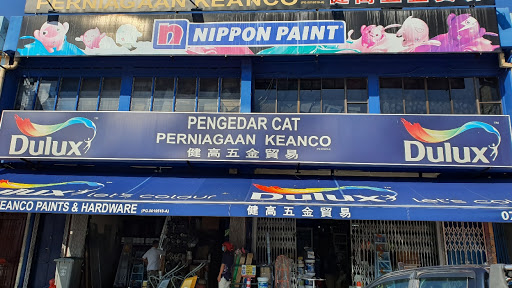 PERNIAGAAN KEANCO
NIPPON PAINT
Dulux
PENGEDAR CAT
PERNIAGAAN KEANCO
健高五金貿易
Dulux
let's colour
Dulux
let's
KEANCO PAINTS & HARDWARE
健高五金貿易